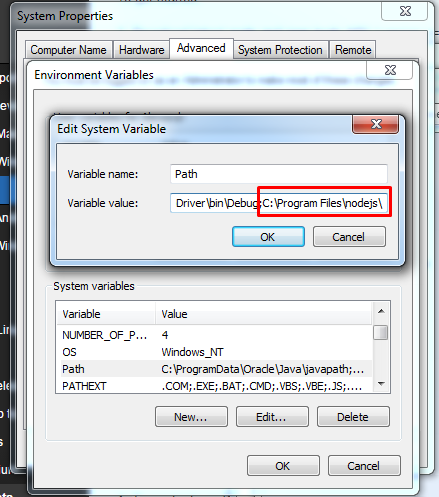 System Properties
Computer Name Hardware Advanced System Protection Remote
Environment Variables
Edit System Variable
Variable name: Path
Variable value: Driver\bin\Debug;C:\Program Files\nodejs\
OK Cancel
System variables
Variable Value
NUMBER_OF_P... 4
OS Windows_NT
Path C:\ProgramData\Oracle\Java\javapath;...
PATHEXT .COM;.EXE;.BAT;.CMD;.VBS;.VBE;.JS;....
New... Edit... Delete
OK Cancel